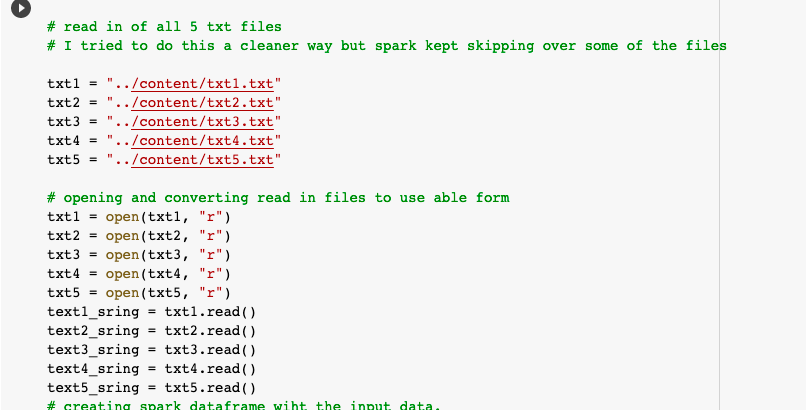 # read in of all 5 txt files
# I tried to do this a cleaner way but spark kept skipping over some of the files
txt1 = "../content/txt1.txt"
txt2 = "../content/txt2.txt"
txt3 = "../content/txt3.txt"
txt4 = "../content/txt4.txt"
txt5 = "../content/txt5.txt"
# opening and converting read in files to use able form
txt1 = open(txt1, "r")
txt2 = open(txt2, "r")
txt3 = open(txt3, "r")
txt4 = open(txt4, "r")
txt5 = open(txt5, "r")
text1_sring = txt1.read()
text2_sring = txt2.read()
text3_sring = txt3.read()
text4_sring = txt4.read()
text5_sring = txt5.read()
# creating spark dataframe wiht the input data.